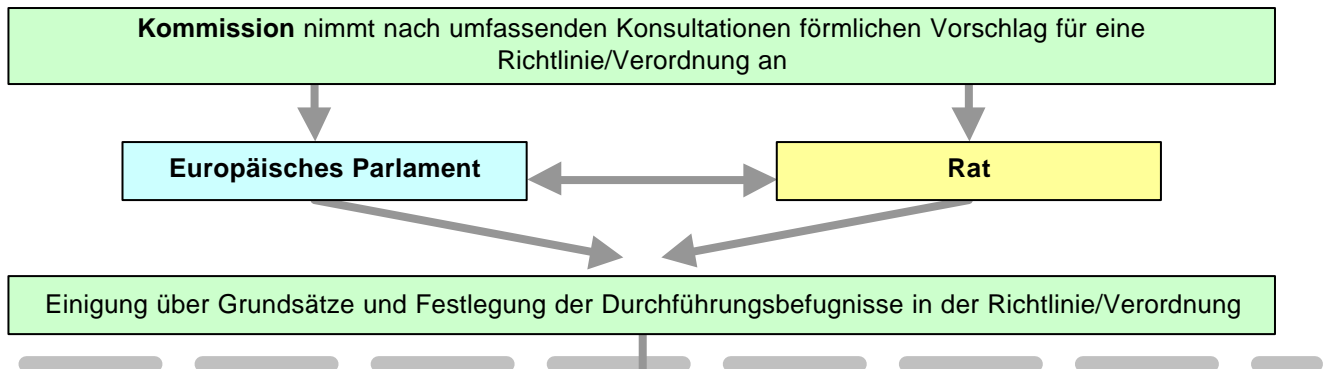 Kommission nimmt nach umfassenden Konsultationen förmlichen Vorschlag für eine
Richtlinie/Verordnung an
Europäisches Parlament
Rat
Einigung über Grundsätze und Festlegung der Durchführungsbefugnisse in der Richtlinie/Verordnung